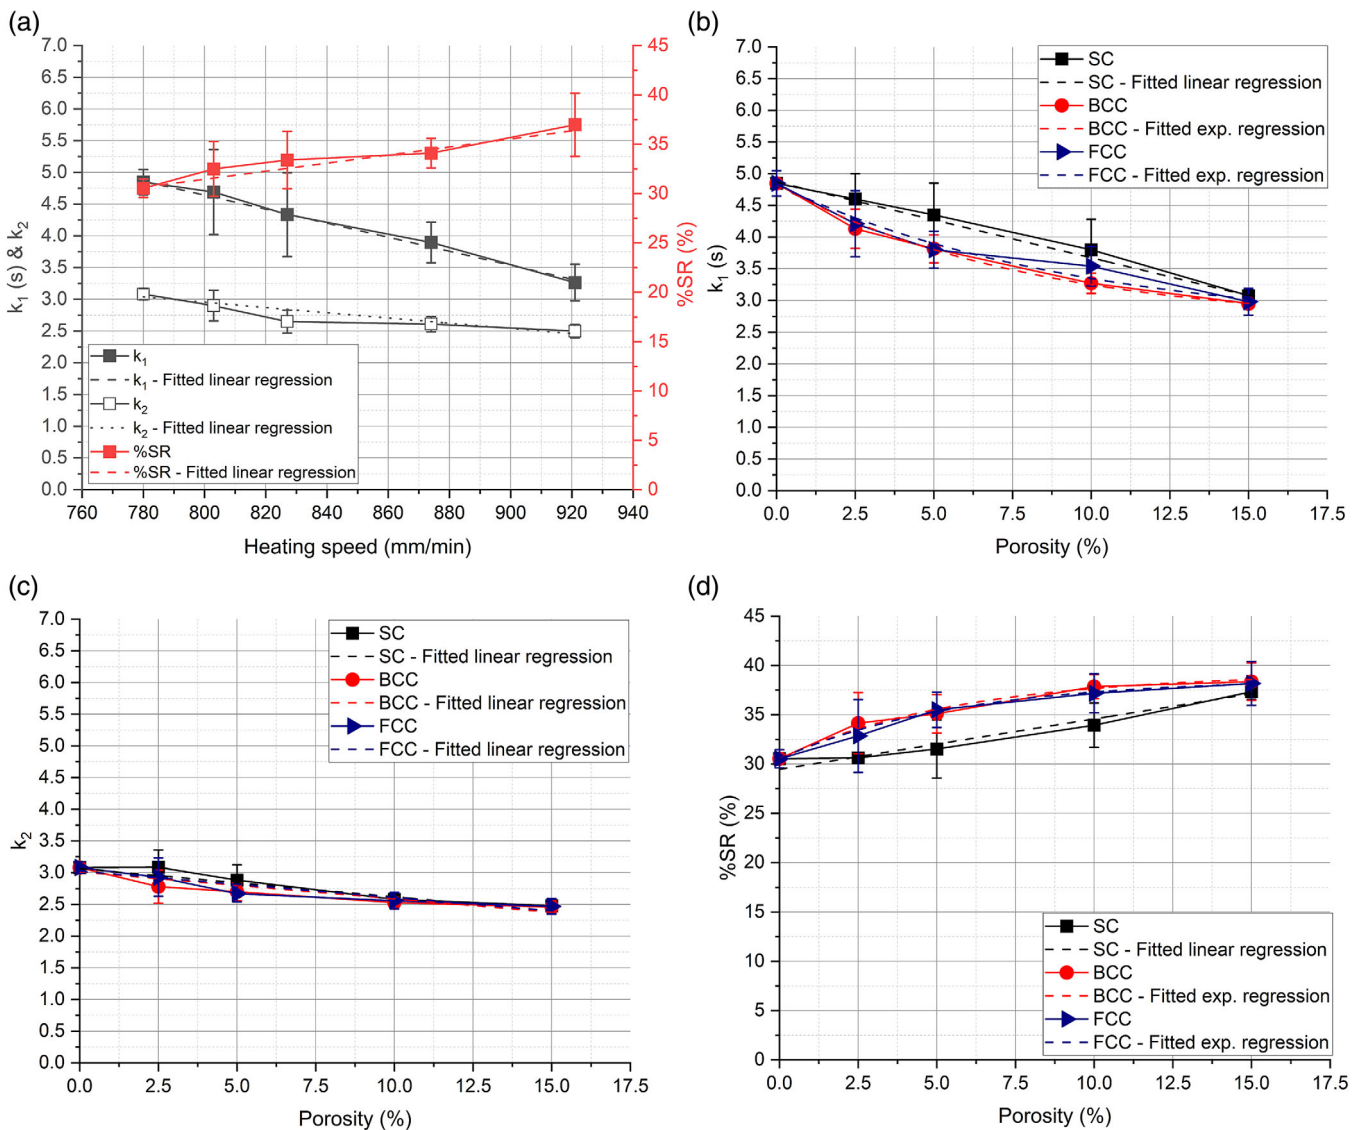 (a)
7.0
6.5
6.0
5.5
5.0
4.5
4.0
3.5
3.0
2.5
2.0
1.5
1.0
0.5
0.0
k₁ (s) & k₂
k₁
k₁ - Fitted linear regression
k₂
k₂ - Fitted linear regression
%SR
%SR - Fitted linear regression
45
40
35
30
25
20
15
10
5
0
%SR (%)
760 780 800 820 840 860 880 900 920 940
Heating speed (mm/min)
(b)
7.0
6.5
6.0
5.5
5.0
4.5
4.0
3.5
3.0
2.5
2.0
1.5
1.0
0.5
0.0
k₁ (s)
SC
SC - Fitted linear regression
BCC
BCC - Fitted exp. regression
FCC
FCC - Fitted exp. regression
0.0 2.5 5.0 7.5 10.0 12.5 15.0 17.5
Porosity (%)
(c)
7.0
6.5
6.0
5.5
5.0
4.5
4.0
3.5
3.0
2.5
2.0
1.5
1.0
0.5
0.0
k₂
SC
SC - Fitted linear regression
BCC
BCC - Fitted linear regression
FCC
FCC - Fitted linear regression
0.0 2.5 5.0 7.5 10.0 12.5 15.0 17.5
Porosity (%)
(d)
45
40
35
30
25
20
15
10
5
0
%SR (%)
SC
SC - Fitted linear regression
BCC
BCC - Fitted exp. regression
FCC
FCC - Fitted exp. regression
0.0 2.5 5.0 7.5 10.0 12.5 15.0 17.5
Porosity (%)